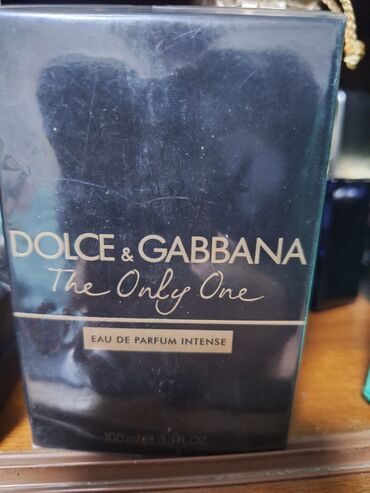 DOLCE & GABBANA
The Only One
EAU DE PARFUM INTENSE
100 ml ℮ 3.3 FL.OZ